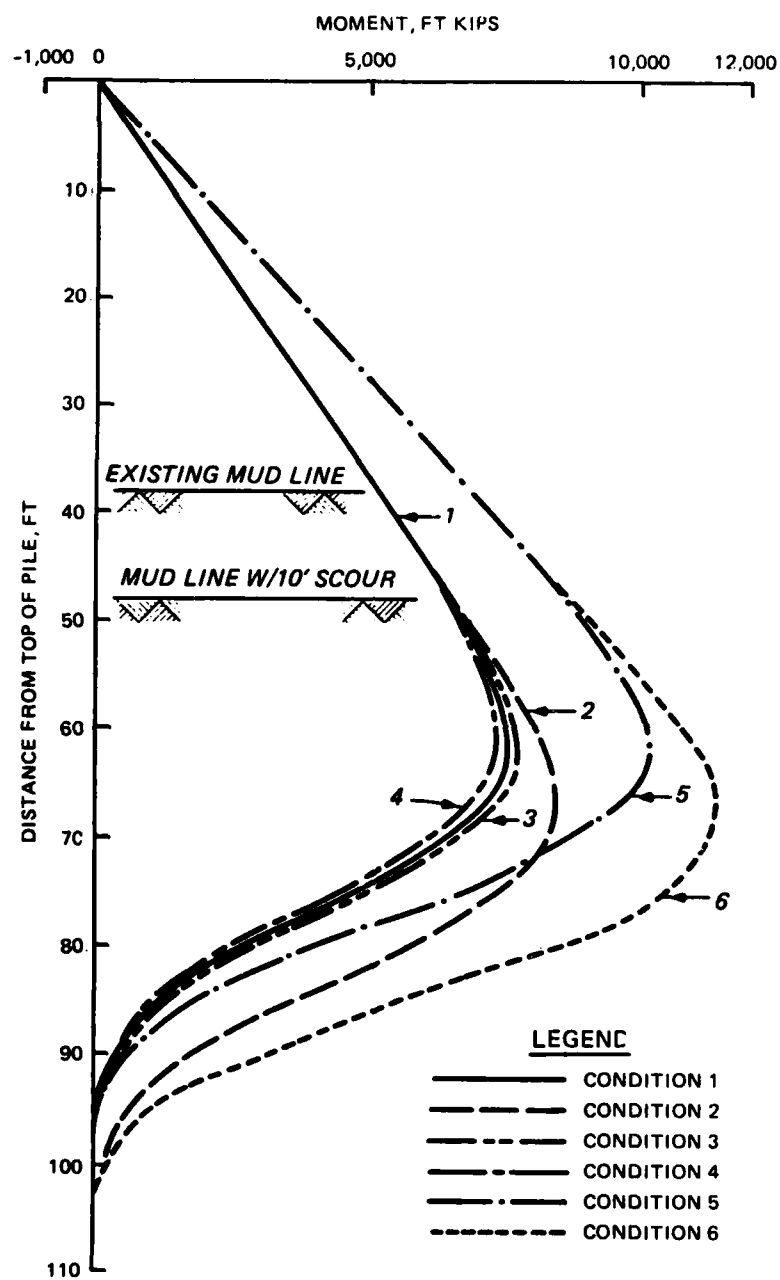 MOMENT, FT KIPS
-1,000 0 5,000 10,000 12,000
10
20
30
EXISTING MUD LINE
40
1
MUD LINE W/10' SCOUR
50
2
60
4
3
5
70
6
80
90
100
110
DISTANCE FROM TOP OF PILE, FT
LEGEND
CONDITION 1
CONDITION 2
CONDITION 3
CONDITION 4
CONDITION 5
CONDITION 6